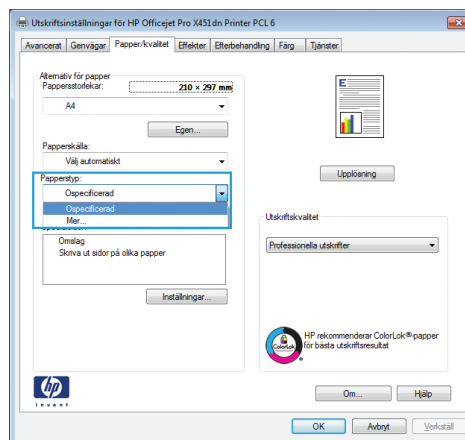 Utskriftsinställningar för HP Officejet Pro X451dn Printer PCL 6
Avancerat Genvägar Papper/kvalitet Effekter Efterbehandling Färg Tjänster
Alternativ för papper
Pappersstorlekar: 210 × 297 mm
A4
Egen...
Papperskälla:
Välj automatiskt
Papperstyp:
Ospecificerad
Ospecificerad
Mer...
Omslag
Skriva ut sidor på olika papper
Inställningar...
E
Upplösning
Utskriftskvalitet
Professionella utskrifter
ColorLok
HP rekommenderar ColorLok®-papper
för bästa utskriftsresultat
hp
invent
Om... Hjälp
OK Avbryt Verkställ